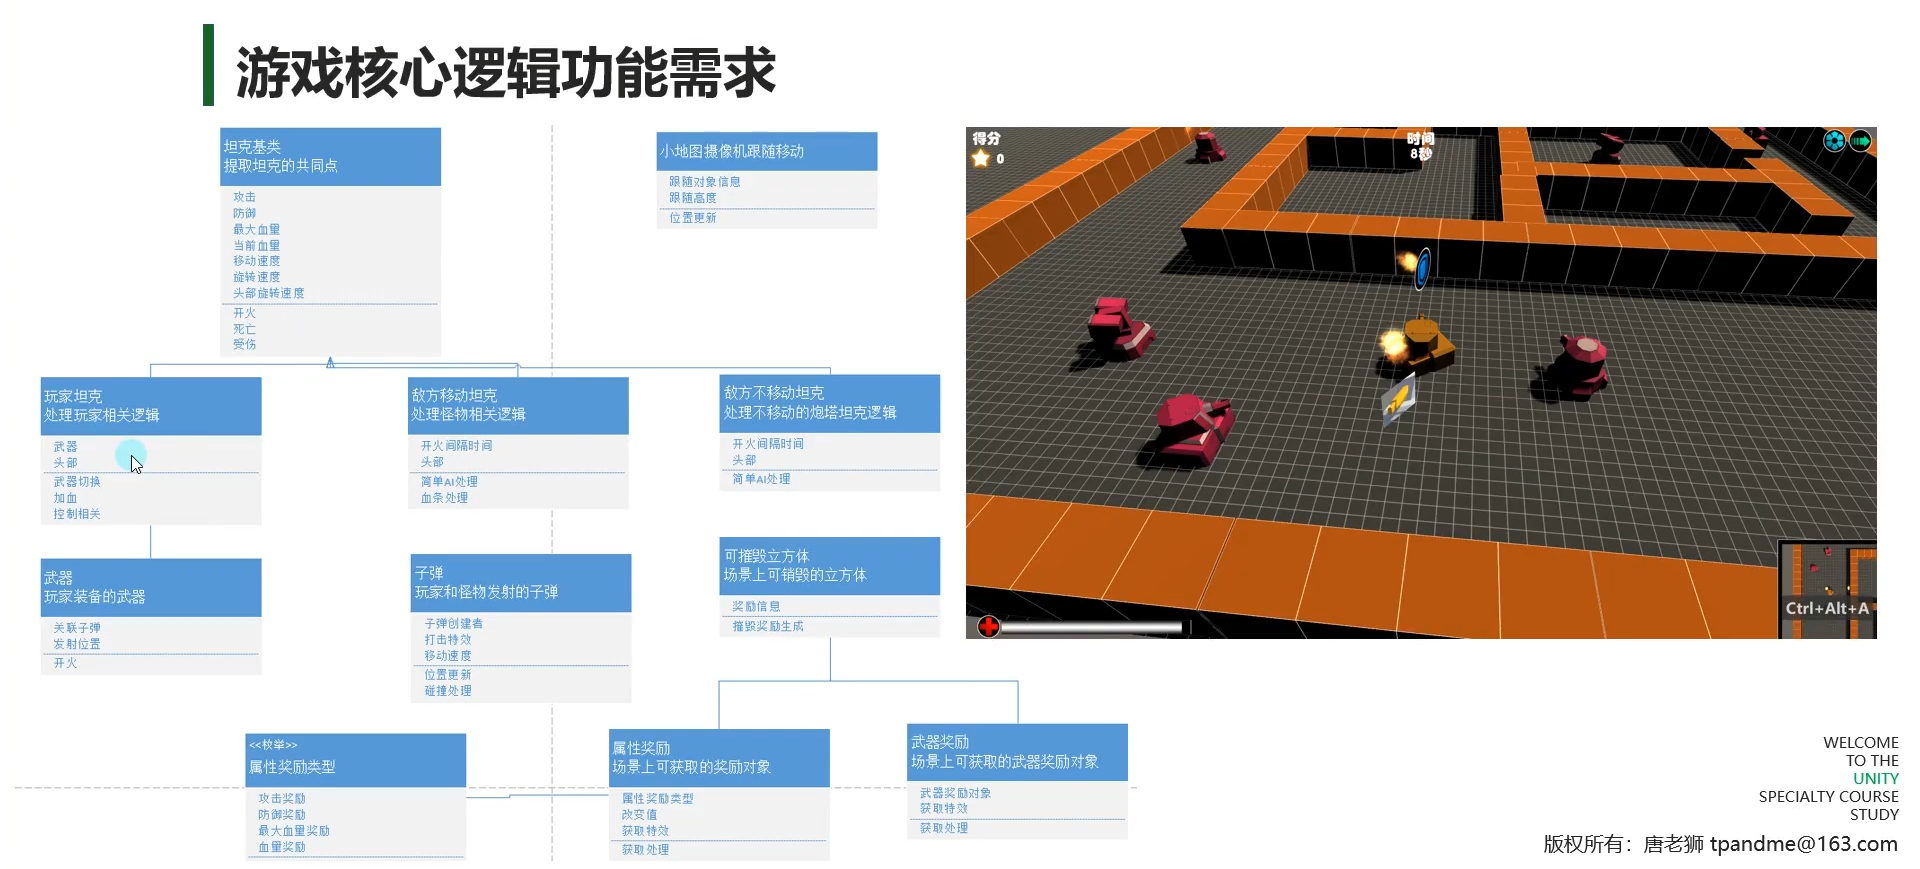 游戏核心逻辑功能需求
坦克基类
提取坦克的共同点
攻击
防御
最大血量
当前血量
移动速度
旋转速度
头部旋转速度
开火
死亡
受伤
小地图摄像机跟随移动
跟随对象信息
跟随高度
位置更新
玩家坦克
处理玩家相关逻辑
武器
头部
武器切换
加血
控制相关
敌方移动坦克
处理怪物相关逻辑
开火间隔时间
头部
简单AI处理
血条处理
敌方不移动坦克
处理不移动的炮塔坦克逻辑
开火间隔时间
头部
简单AI处理
武器
玩家装备的武器
关联子弹
发射位置
开火
子弹
玩家和怪物发射的子弹
子弹创建者
打击特效
移动速度
位置更新
碰撞处理
可摧毁立方体
场景上可销毁的立方体
奖励信息
摧毁奖励生成
<<枚举>>
属性奖励类型
攻击奖励
防御奖励
最大血量奖励
血量奖励
属性奖励
场景上可获取的奖励对象
属性奖励类型
改变值
获取特效
获取处理
武器奖励
场景上可获取的武器奖励对象
武器奖励对象
获取特效
获取处理
得分
0
时间
8秒
Ctrl+Alt+A
WELCOME
TO THE
UNITY
SPECIALTY COURSE
STUDY
版权所有：唐老狮 tpandme@163.com